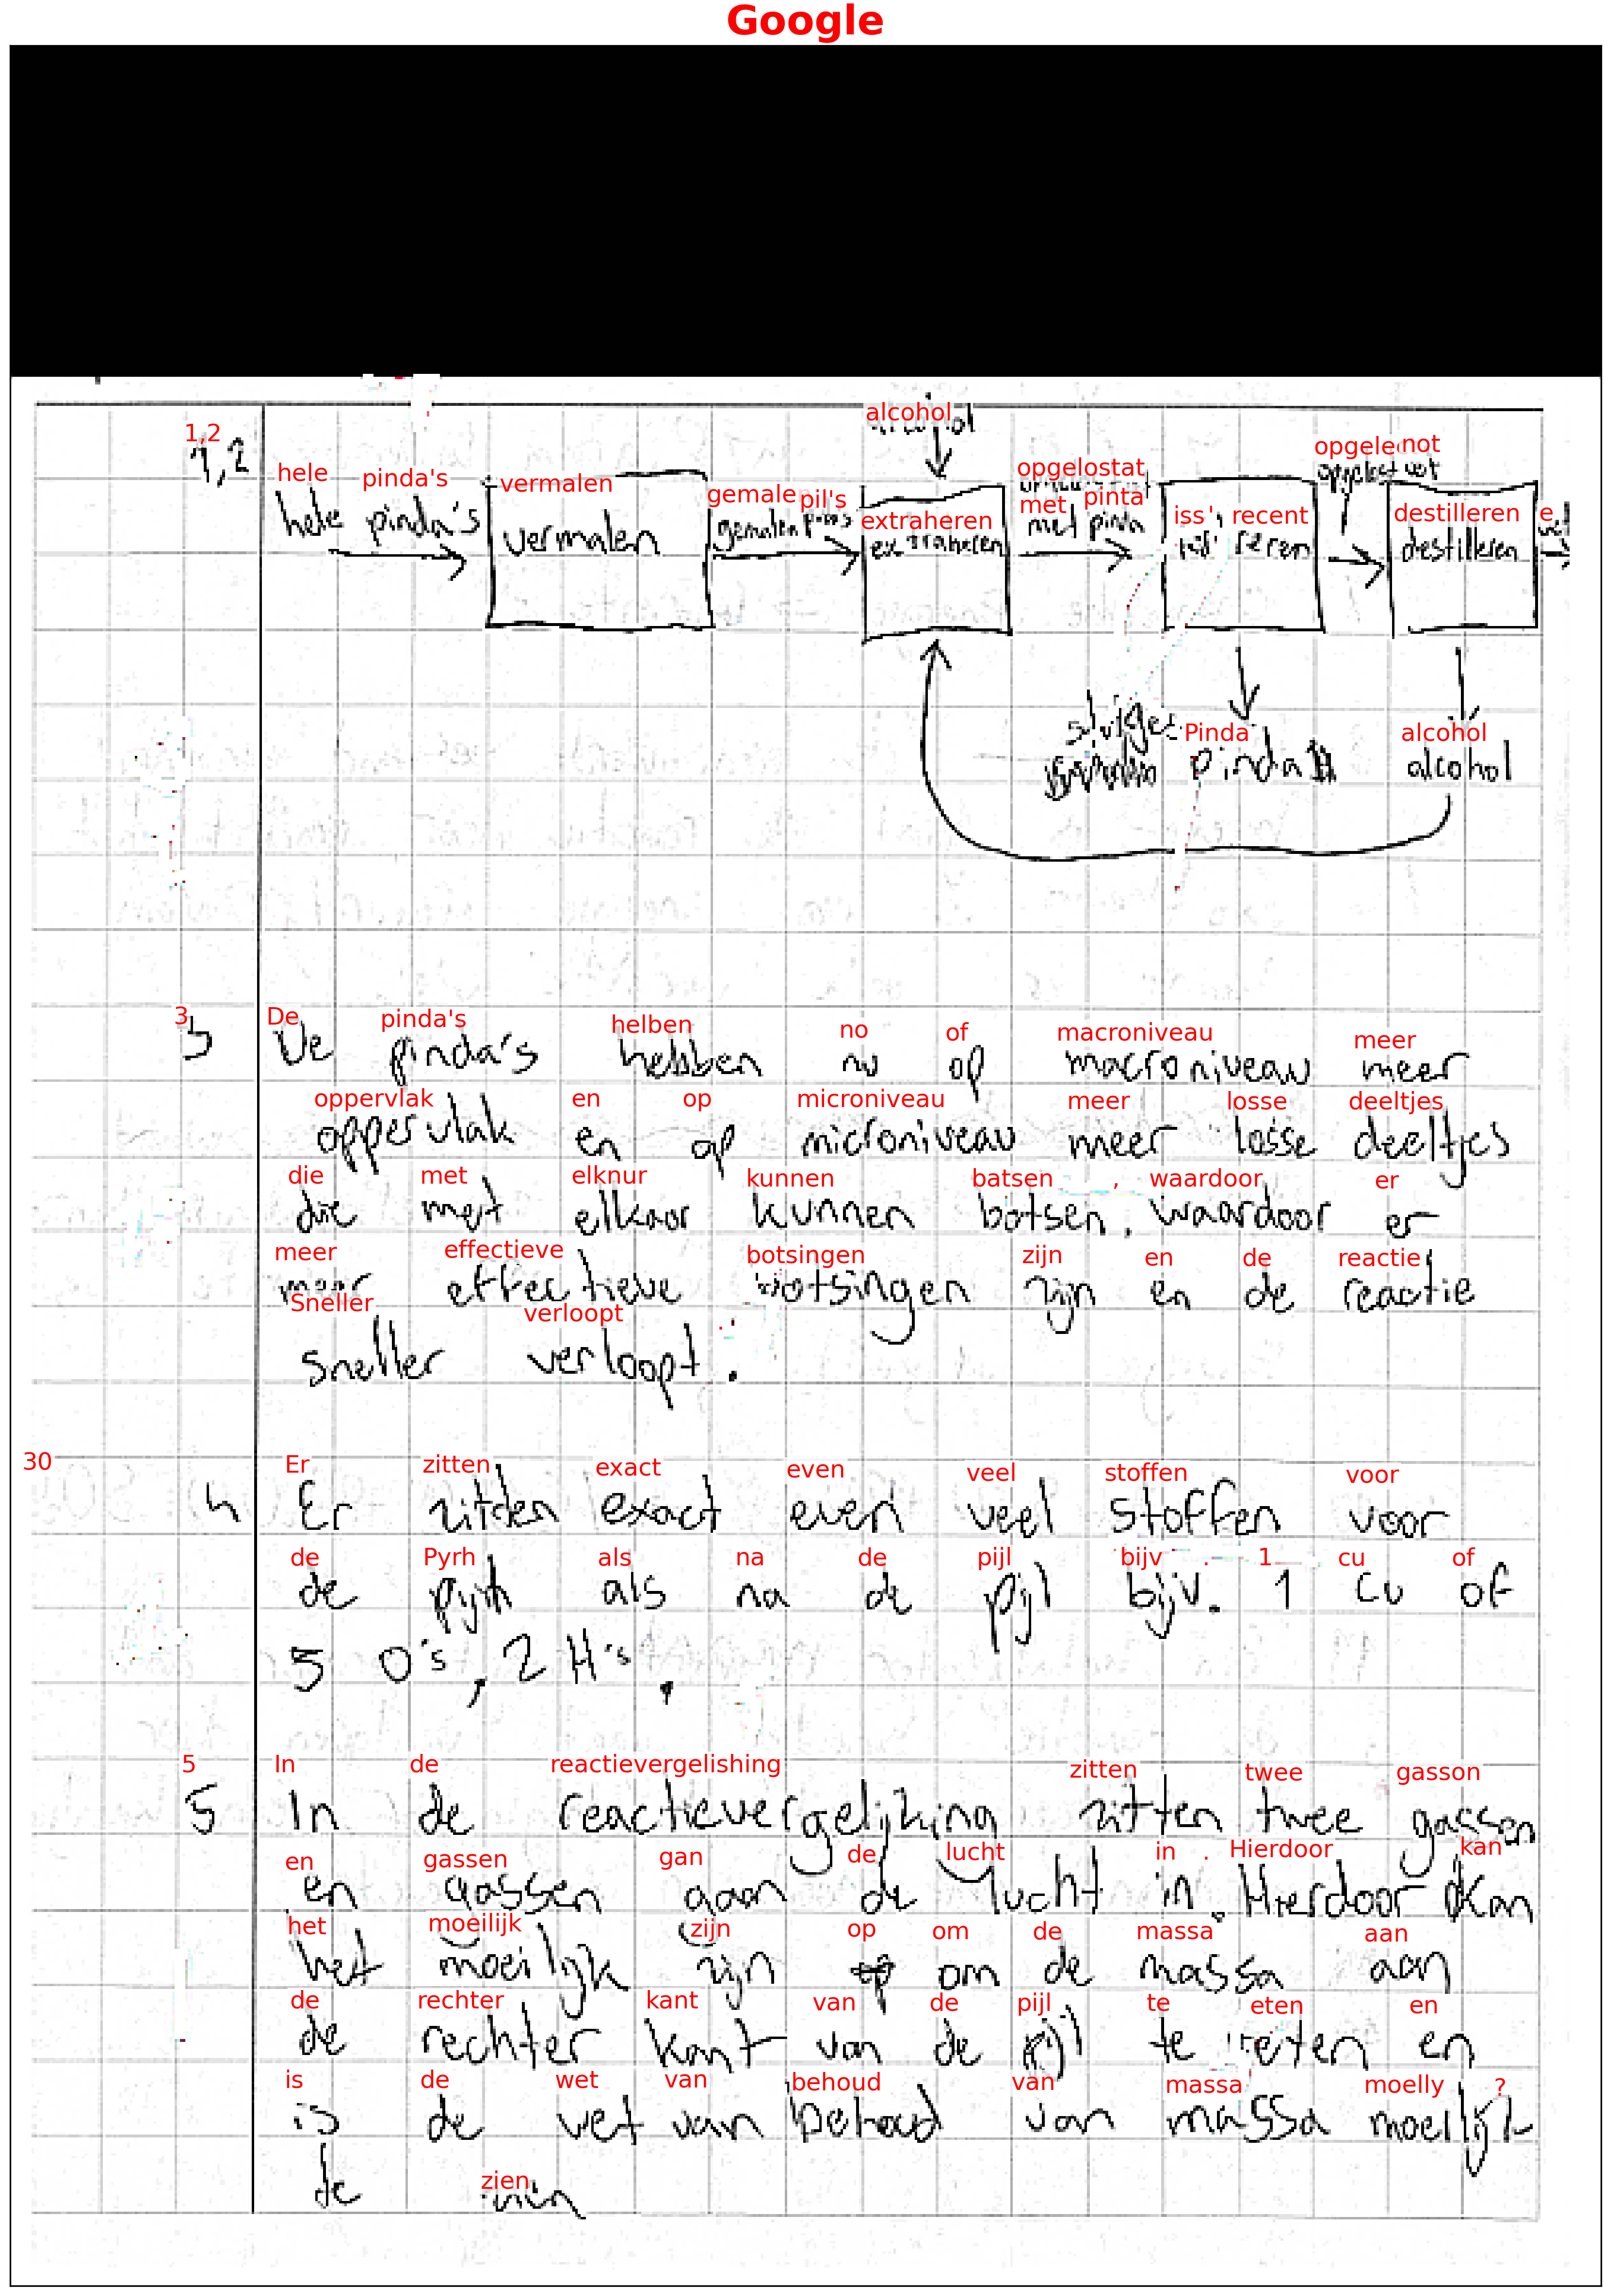 Google
alcohol
alcohol
1,2
1,2
hele pinda's
hele pinda's
vermalen
vermalen
gemale pil's
gemalen
extraheren
extraheren
opgelostat
met pinta
met pinda
iss' recent
reren
opgele not
opgelost vet
destilleren
destilleren
e
vet
Pinda
pinda
alcohol
alcohol
3 De pinda's helben no of macroniveau meer
3 De pinda's hebben nu op macroniveau meer
oppervlak en op microniveau meer losse deeltjes
oppervlak en op microniveau meer losse deeltjes
die met elknur kunnen batsen , waardoor er
die met elkaar kunnen botsen, waardoor er
meer effectieve botsingen zijn en de reactie
meer effectieve botsingen zijn en de reactie
Sneller verloopt
sneller verloopt.
30 Er zitten exact even veel stoffen voor
4 Er zitten exact even veel stoffen voor
de Pyrh als na de pijl bijv . 1 cu of
de pijl als na de pijl bijv. 1 Cu of
5 O's, 2 H's.
5 In de reactievergelishing zitten twee gasson
5 In de reactievergelijking zitten twee gassen
en gassen gan de lucht in . Hierdoor kan
en gassen gaan de lucht in. Hierdoor kan
het moeilijk zijn op om de massa aan
het moeilijk zijn om de massa aan
de rechter kant van de pijl te eten en
de rechter kant van de pijl te meten en
is de wet van behoud van massa moelly ?
is de wet van behoud van massa moeilijk
zien
te zien